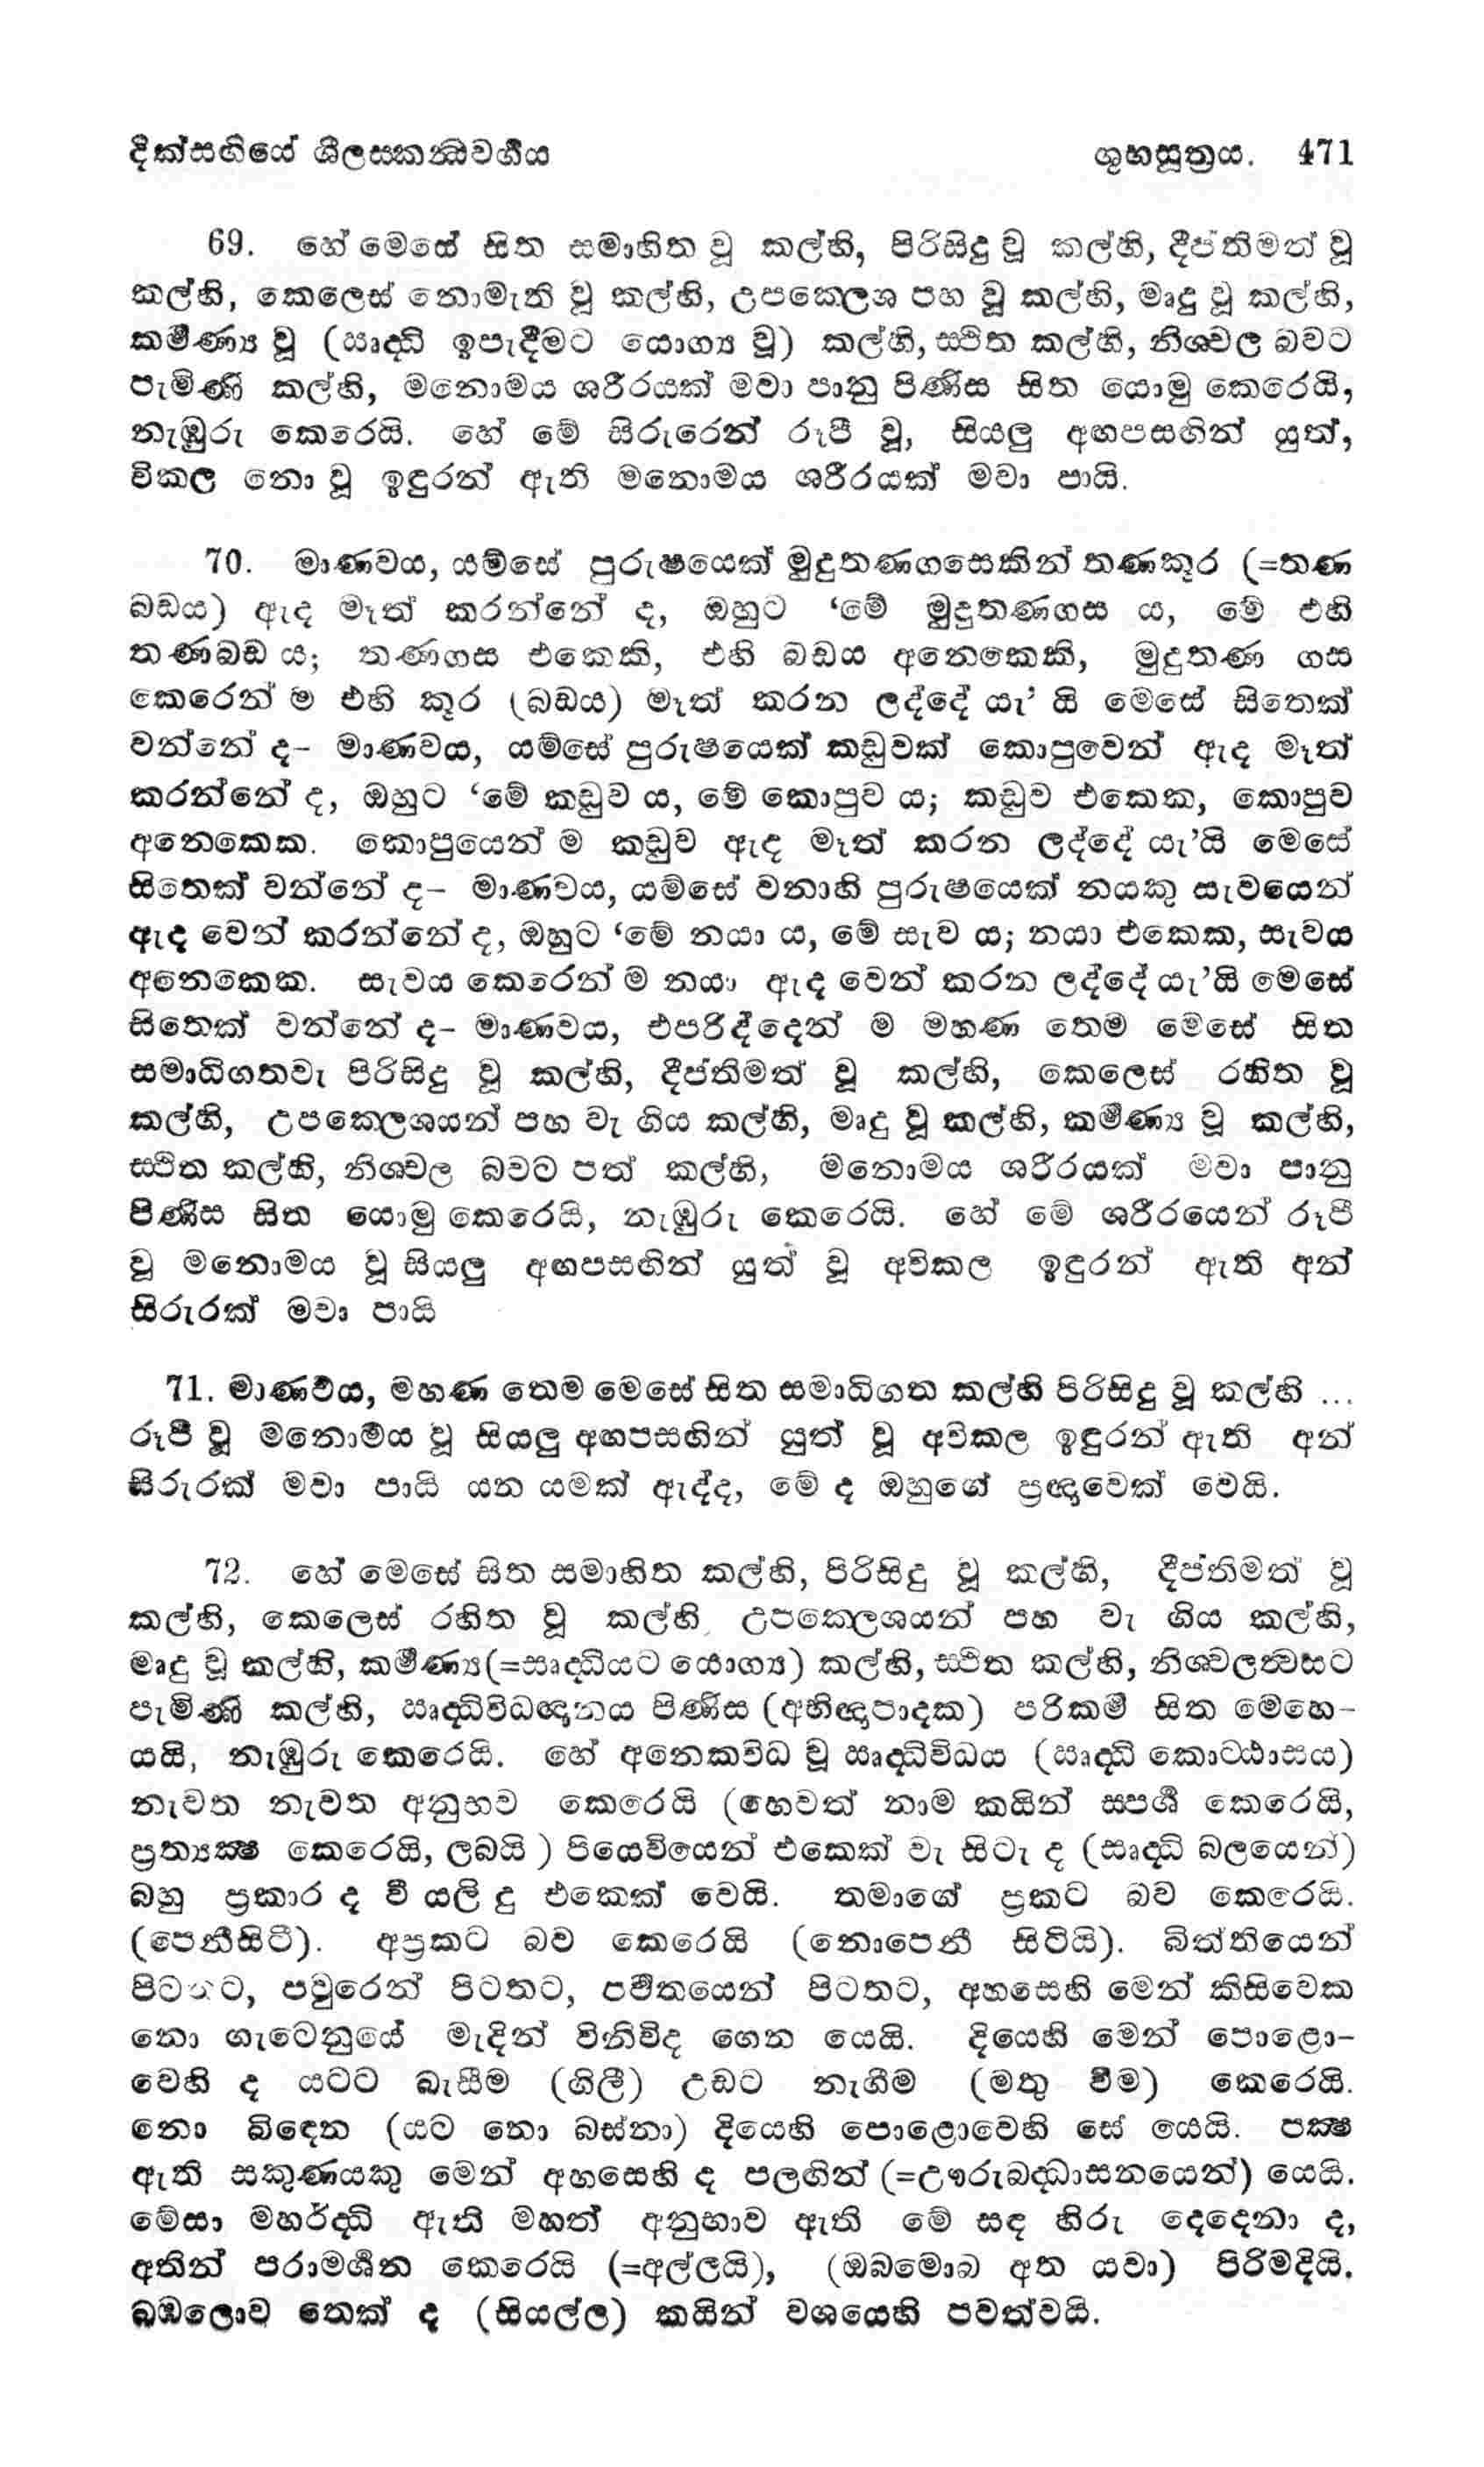 දික්සඟියේ ශීලස්කන්ධවර්ගය
ශුභසූත්‍රය. 471
69. හේ මෙසේ සිත සමාහිත වූ කල්හි, පිරිසිදු වූ කල්හි, දීප්තිමත් වූ
කල්හි, කෙලෙස් නොමැති වූ කල්හි, උපක්ලෙශ පහ වූ කල්හි, මෘදු වූ කල්හි,
කර්මණ්‍ය වූ (ඍද්ධි ඉපැදීමට යොග්‍ය වූ) කල්හි, ස්ථිත කල්හි, නිශ්චල බවට
පැමිණි කල්හි, මනොමය ශරීරයක් මවා පානු පිණිස සිත යොමු කෙරෙයි,
නැඹුරු කෙරෙයි. හේ මේ සිරුරෙන් රූපී වූ, සියලු අඟපසඟින් යුත්,
විකල නො වූ ඉඳුරන් ඇති මනොමය ශරීරයක් මවා පායි.
70. මාණවය, යම්සේ පුරුෂයෙක් මුදුතණගසෙකින් තණකූර (=තණ
බඩය) ඇද මෑත් කරන්නේ ද, ඔහුට ‘මේ මුදුතණගස ය, මේ එහි
තණබඩ ය; තණගස එකෙකි, එහි බඩය අනෙකෙකි, මුදුතණ ගස
කෙරෙන් ම එහි කූර (බඩය) මෑත් කරන ලද්දේ යැ’ යි මෙසේ සිතෙක්
වන්නේ ද- මාණවය, යම්සේ පුරුෂයෙක් කඩුවක් කොපුවෙන් ඇද මෑත්
කරන්නේ ද, ඔහුට ‘මේ කඩුව ය, මේ කොපුව ය; කඩුව එකෙක, කොපුව
අනෙකෙක. කොපුයෙන් ම කඩුව ඇද මෑත් කරන ලද්දේ යැ’යි මෙසේ
සිතෙක් වන්නේ ද- මාණවය, යම්සේ වනාහි පුරුෂයෙක් නයකු සැවයෙන්
ඇද වෙන් කරන්නේ ද, ඔහුට ‘මේ නයා ය, මේ සැව ය; නයා එකෙක, සැවය
අනෙකෙක. සැවය කෙරෙන් ම නයා ඇද වෙන් කරන ලද්දේ යැ’යි මෙසේ
සිතෙක් වන්නේ ද- මාණවය, එපරිද්දෙන් ම මහණ තෙම මෙසේ සිත
සමාධිගතවැ පිරිසිදු වූ කල්හි, දීප්තිමත් වූ කල්හි, කෙලෙස් රහිත වූ
කල්හි, උපක්ලෙශයන් පහ වැ ගිය කල්හි, මෘදු වූ කල්හි, කර්මණ්‍ය වූ කල්හි,
ස්ථිත කල්හි, නිශ්චල බවට පත් කල්හි, මනොමය ශරීරයක් මවා පානු
පිණිස සිත යොමු කෙරෙයි, නැඹුරු කෙරෙයි. හේ මේ ශරීරයෙන් රූපී
වූ මනොමය වූ සියලු අඟපසඟින් යුත් වූ අවිකල ඉඳුරන් ඇති අන්
සිරුරක් මවා පායි
71. මාණවය, මහණ තෙම මෙසේ සිත සමාධිගත කල්හි පිරිසිදු වූ කල්හි ...
රූපී වූ මනොමය වූ සියලු අඟපසඟින් යුත් වූ අවිකල ඉඳුරන් ඇති අන්
සිරුරක් මවා පායි යන යමක් ඇද්ද, මේ ද ඔහුගේ ප්‍රඥාවෙක් වෙයි.
72. හේ මෙසේ සිත සමාහිත කල්හි, පිරිසිදු වූ කල්හි, දීප්තිමත් වූ
කල්හි, කෙලෙස් රහිත වූ කල්හි, උපක්ලෙශයන් පහ වැ ගිය කල්හි,
මෘදු වූ කල්හි, කර්මණ්‍ය(=ඍද්ධියට යොග්‍ය) කල්හි, ස්ථිත කල්හි, නිශ්චලත්වයට
පැමිණි කල්හි, ඍද්ධිවිධඥානය පිණිස (අභිඥාපාදක) පරිකර්ම සිත මෙහෙ-
යයි, නැඹුරු කෙරෙයි. හේ අනෙකවිධ වූ ඍද්ධිවිධය (ඍද්ධි කොට්ඨාසය)
නැවත නැවත අනුභව කෙරෙයි (හෙවත් නාම කයින් ස්පර්ශ කෙරෙයි,
ප්‍රත්‍යක්ෂ කෙරෙයි, ලබයි ) පියෙවියෙන් එකෙක් වැ සිටැ ද (ඍද්ධි බලයෙන්)
බහු ප්‍රකාර ද වී යලි දු එකෙක් වෙයි. තමාගේ ප්‍රකට බව කෙරෙයි.
(පෙනීසිටී). අප්‍රකට බව කෙරෙයි (නොපෙනී සිටියි). බිත්තියෙන්
පිටතට, පවුරෙන් පිටතට, පර්වතයෙන් පිටතට, අහසෙහි මෙන් කිසිවෙක
නො ගැටෙනුයේ මැදින් විනිවිද ගෙන යෙයි. දියෙහි මෙන් පොළො-
වෙහි ද යටට බැසීම (ගිලී) උඩට නැඟීම (මතු වීම) කෙරෙයි.
නො බිඳෙන (යට නො බස්නා) දියෙහි පොළොවෙහි සේ යෙයි. පක්ෂ
ඇති සකුණයකු මෙන් අහසෙහි ද පලඟින් (=උෟරුබද්ධාසනයෙන්) යෙයි.
මේසා මහර්ද්ධි ඇති මහත් අනුභාව ඇති මේ සඳ හිරු දෙදෙනා ද,
අතින් පරාමර්ශන කෙරෙයි (=අල්ලයි), (ඔබමොබ අත යවා) පිරිමදියි.
බඹලොව තෙක් ද (සියල්ල) කයින් වශයෙහි පවත්වයි.